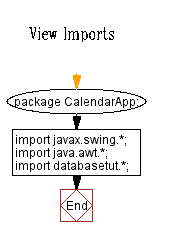 View Imports
package CalendarApp;
import javax.swing.*;
import java.awt.*;
import databasetut.*;
End